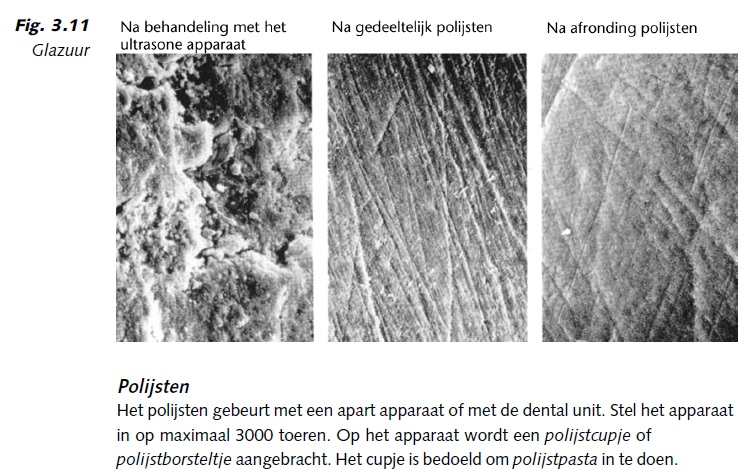 Fig. 3.11
Glazuur
Na behandeling met het
ultrasone apparaat
Na gedeeltelijk polijsten
Na afronding polijsten
Polijsten
Het polijsten gebeurt met een apart apparaat of met de dental unit. Stel het apparaat
in op maximaal 3000 toeren. Op het apparaat wordt een polijstcupje of
polijstborsteltje aangebracht. Het cupje is bedoeld om polijstpasta in te doen.